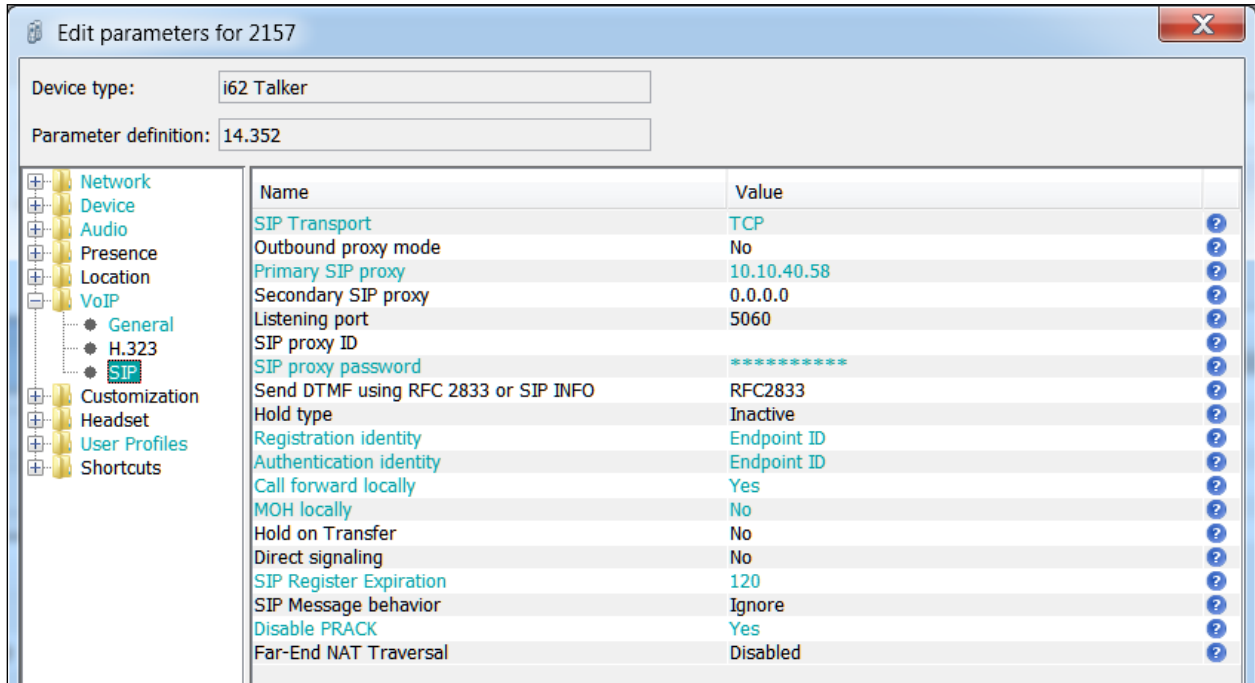 Edit parameters for 2157
Device type: i62 Talker
Parameter definition: 14.352
Network
Device
Audio
Presence
Location
VoIP
General
H.323
SIP
Customization
Headset
User Profiles
Shortcuts
Name Value
SIP Transport TCP
Outbound proxy mode No
Primary SIP proxy 10.10.40.58
Secondary SIP proxy 0.0.0.0
Listening port 5060
SIP proxy ID
SIP proxy password **********
Send DTMF using RFC 2833 or SIP INFO RFC2833
Hold type Inactive
Registration identity Endpoint ID
Authentication identity Endpoint ID
Call forward locally Yes
MOH locally No
Hold on Transfer No
Direct signaling No
SIP Register Expiration 120
SIP Message behavior Ignore
Disable PRACK Yes
Far-End NAT Traversal Disabled